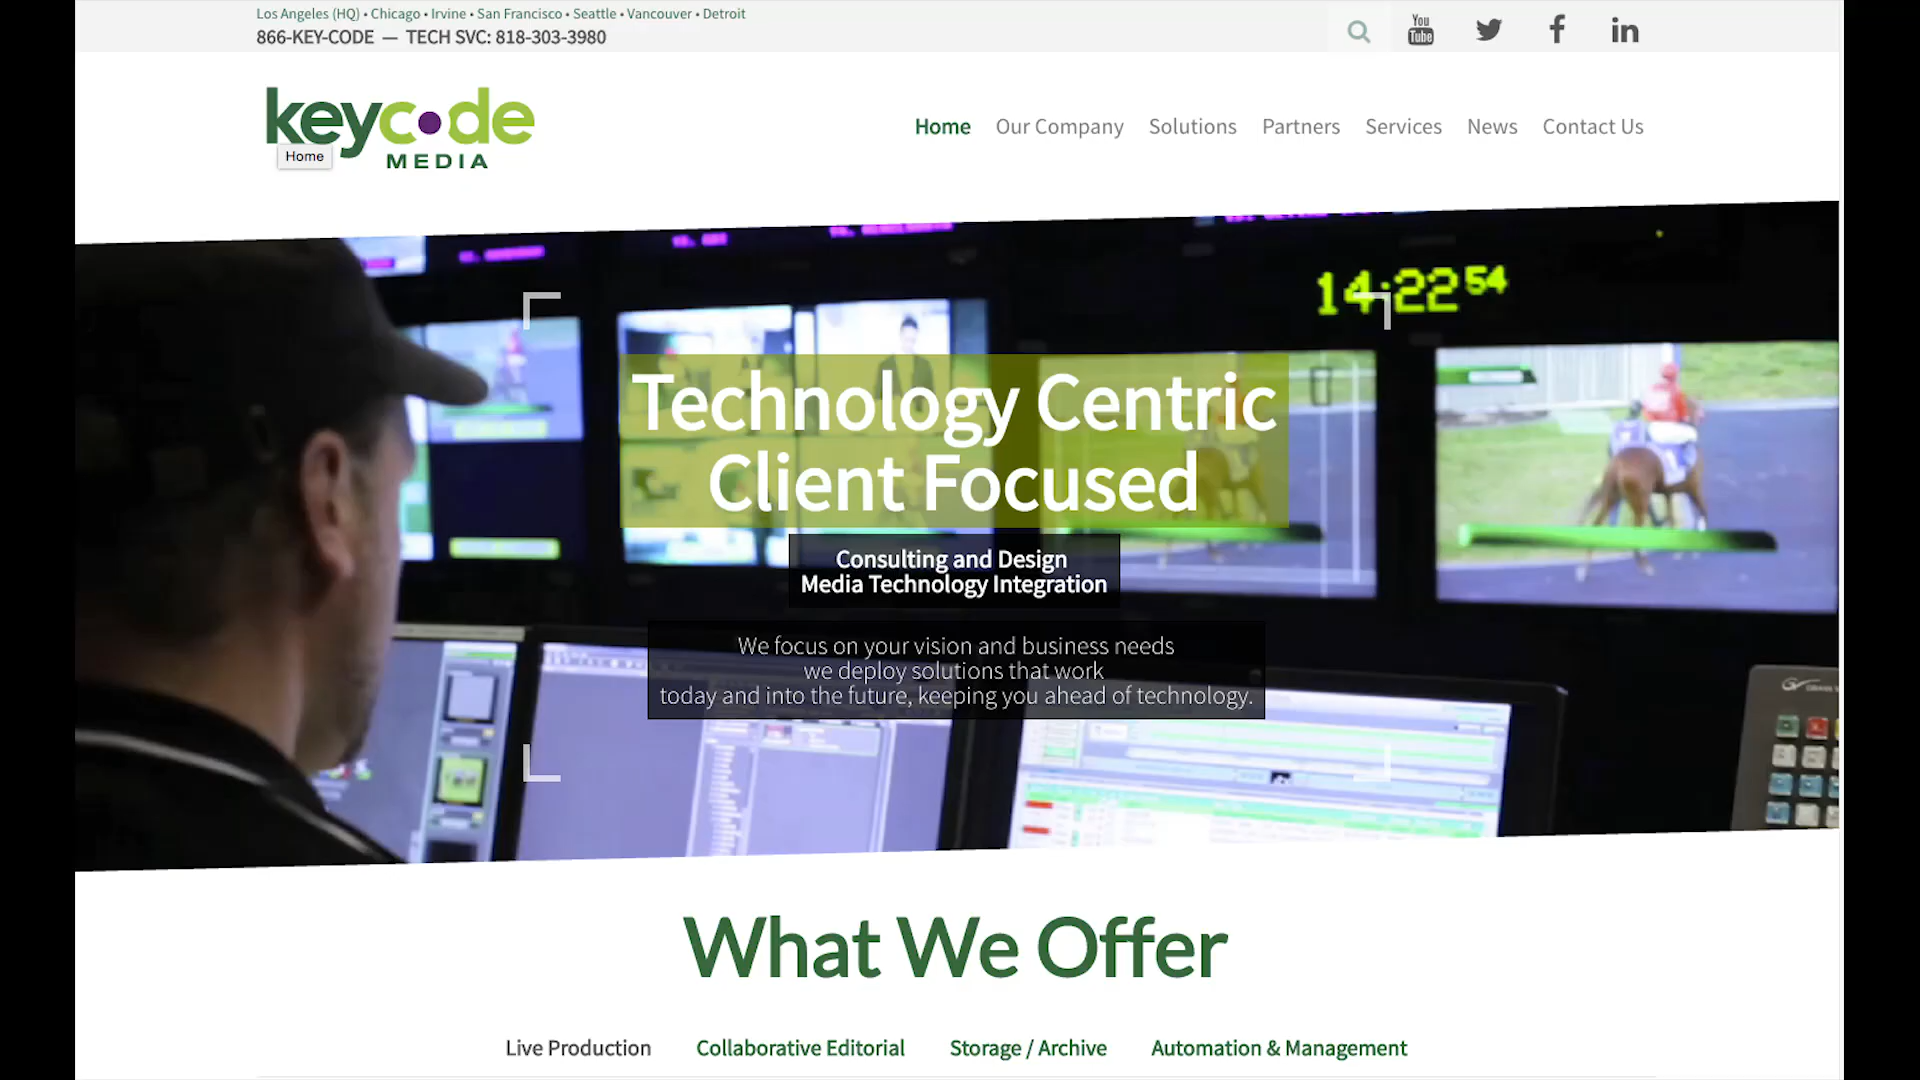 Los Angeles (HQ) • Chicago • Irvine • San Francisco • Seattle • Vancouver • Detroit
866-KEY-CODE — TECH SVC: 818-303-3980
You
Tube
keycode
MEDIA
Home
Home Our Company Solutions Partners Services News Contact Us
14:22 54
Technology Centric
Client Focused
Consulting and Design
Media Technology Integration
We focus on your vision and business needs
we deploy solutions that work
today and into the future, keeping you ahead of technology.
What We Offer
Live Production Collaborative Editorial Storage / Archive Automation & Management